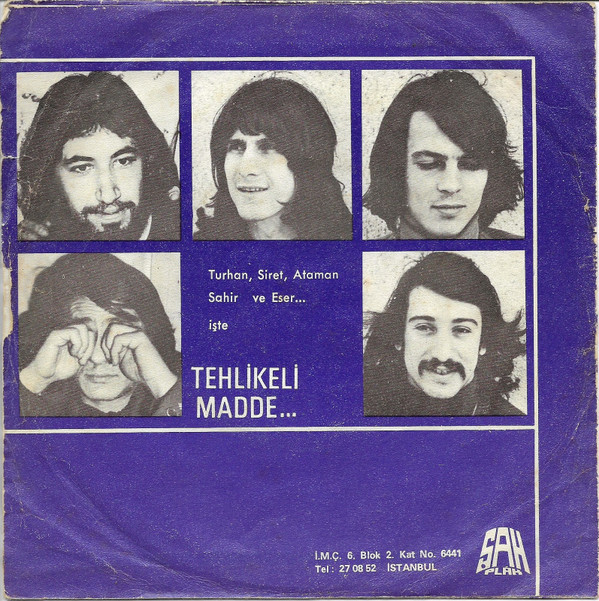 Turhan, Siret, Ataman
Sahir ve Eser...
işte
TEHLİKELİ
MADDE...
İ.M.Ç. 6. Blok 2. Kat No. 6441
Tel : 27 08 52 İSTANBUL
ŞAH
PLAK